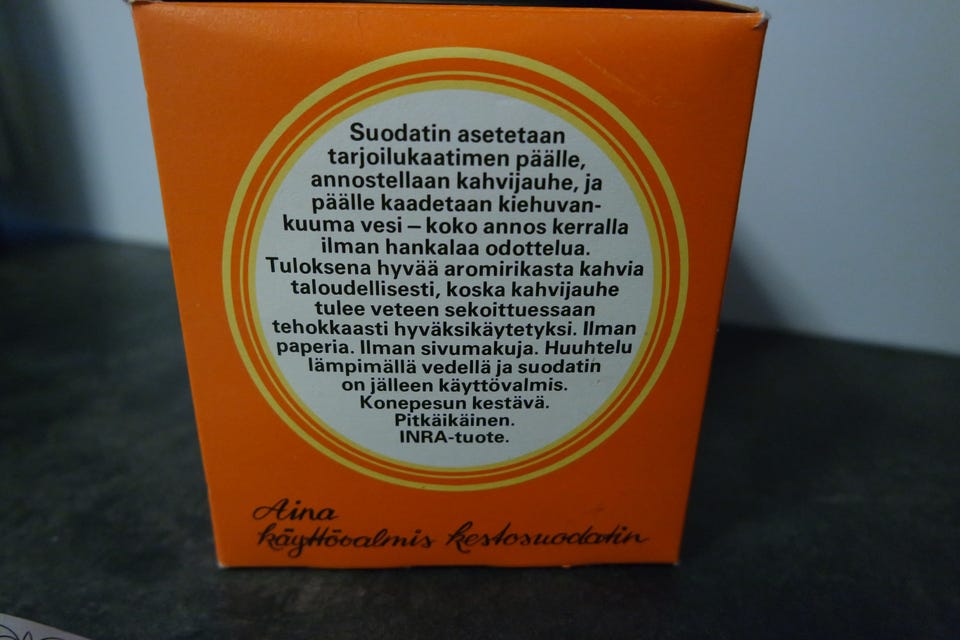 Suodatin asetetaan
tarjoilukaatimen päälle,
annostellaan kahvijauhe, ja
päälle kaadetaan kiehuvan-
kuuma vesi – koko annos kerralla
ilman hankalaa odottelua.
Tuloksena hyvää aromirikasta kahvia
taloudellisesti, koska kahvijauhe
tulee veteen sekoittuessaan
tehokkaasti hyväksikäytetyksi. Ilman
paperia. Ilman sivumakuja. Huuhtelu
lämpimällä vedellä ja suodatin
on jälleen käyttövalmis.
Konepesun kestävä.
Pitkäikäinen.
INRA-tuote.
Aina
käyttövalmis kestosuodatin